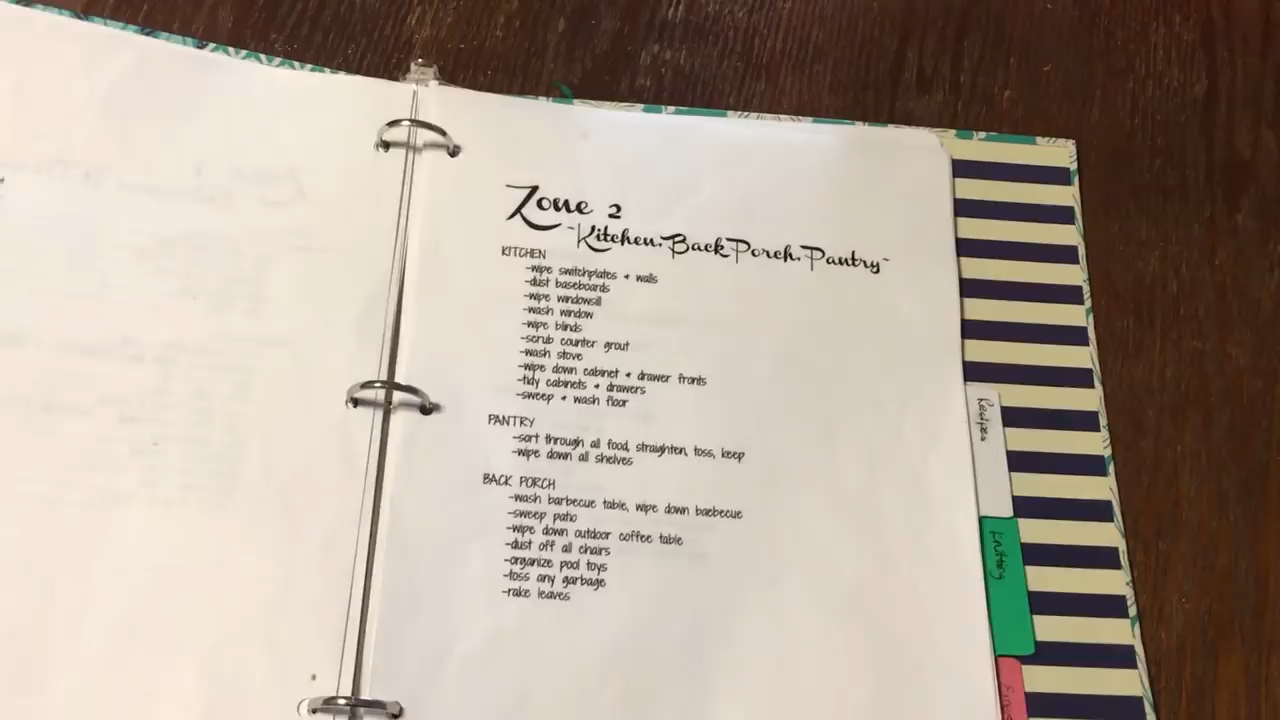 Zone 2
-Kitchen, Back Porch, Pantry-
KITCHEN
-wipe switchplates + walls
-dust baseboards
-wipe windowsill
-wash window
-wipe blinds
-scrub counter grout
-wash stove
-wipe down cabinet + drawer fronts
-tidy cabinets + drawers
-sweep + wash floor
PANTRY
-sort through all food, straighten, toss, keep
-wipe down all shelves
BACK PORCH
-wash barbecue table, wipe down baebecue
-sweep patio
-wipe down outdoor coffee table
-dust off all chairs
-organize pool toys
-toss any garbage
-rake leaves
Recipes
Knitting